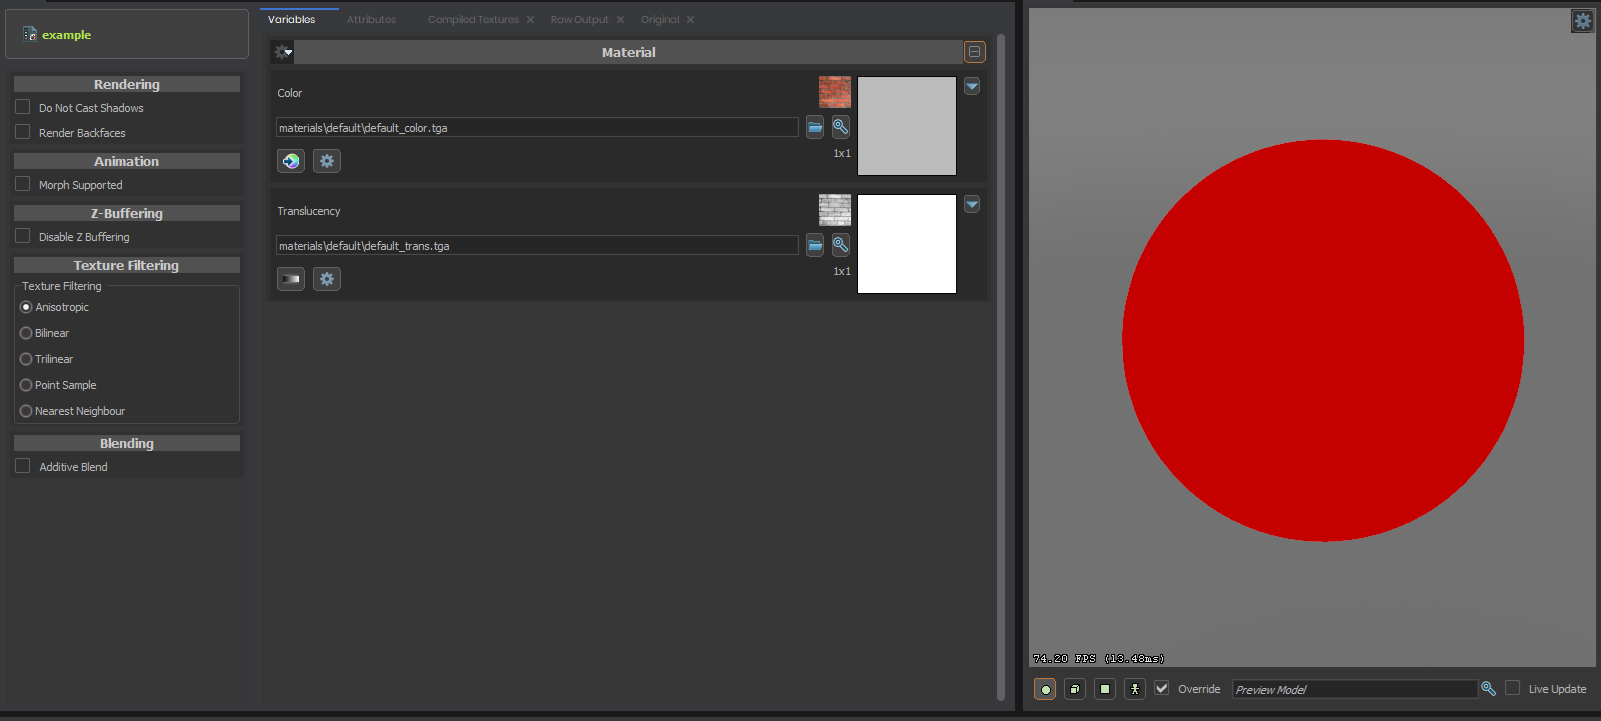 example
Rendering
Do Not Cast Shadows
Render Backfaces
Animation
Morph Supported
Z-Buffering
Disable Z Buffering
Texture Filtering
Texture Filtering
Anisotropic
Bilinear
Trilinear
Point Sample
Nearest Neighbour
Blending
Additive Blend
Variables Attributes Compiled Textures Raw Output Original
Material
Color
materials\default\default_color.tga
1x1
Translucency
materials\default\default_trans.tga
1x1
74.20 FPS (13.48ms)
Override Preview Model Live Update